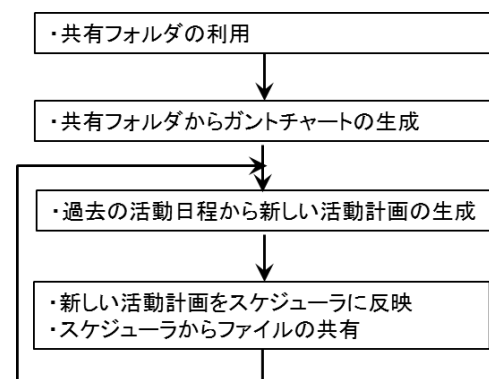 ・共有フォルダの利用
・共有フォルダからガントチャートの生成
・過去の活動日程から新しい活動計画の生成
・新しい活動計画をスケジューラに反映
・スケジューラからファイルの共有